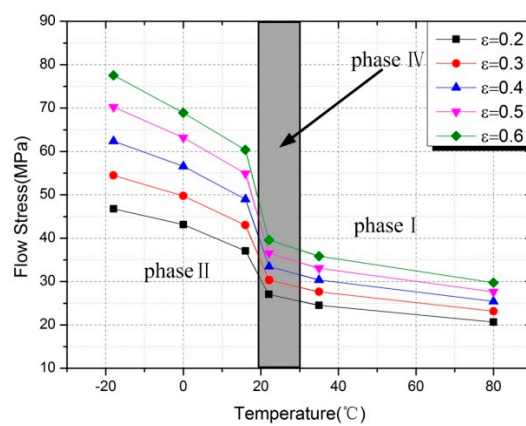 90
80
70
60
50
40
30
20
10
Flow Stress(MPa)
-20
0
20
40
60
80
Temperature(℃)
phase II
phase IV
phase I
ε=0.2
ε=0.3
ε=0.4
ε=0.5
ε=0.6